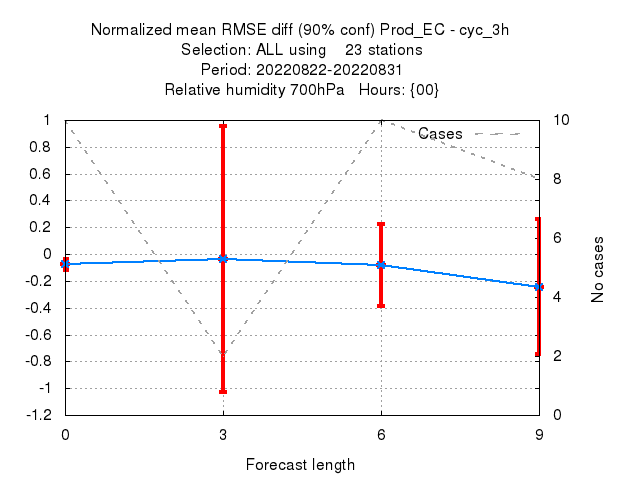 Normalized mean RMSE diff (90% conf) Prod_EC - cyc_3h
Selection: ALL using 23 stations
Period: 20220822-20220831
Relative humidity 700hPa Hours: {00}
Cases
1
0.8
0.6
0.4
0.2
0
-0.2
-0.4
-0.6
-0.8
-1
-1.2
10
8
6
4
2
0
No cases
0 3 6 9
Forecast length